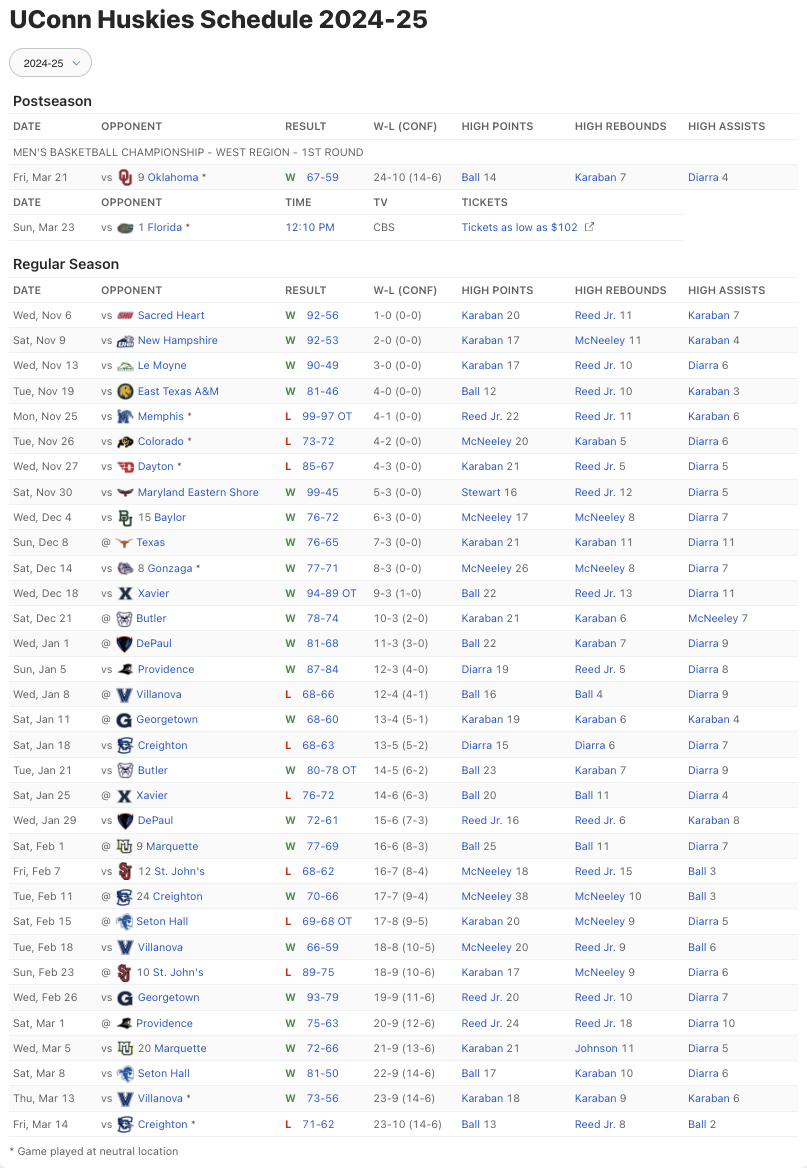 UConn Huskies Schedule 2024-25
2024-25
Postseason
DATE OPPONENT RESULT W-L (CONF) HIGH POINTS HIGH REBOUNDS HIGH ASSISTS
MEN'S BASKETBALL CHAMPIONSHIP - WEST REGION - 1ST ROUND
Fri, Mar 21 vs 9 Oklahoma * W 67-59 24-10 (14-6) Ball 14 Karaban 7 Diarra 4
DATE OPPONENT TIME TV TICKETS
Sun, Mar 23 vs 1 Florida * 12:10 PM CBS Tickets as low as $102
Regular Season
DATE OPPONENT RESULT W-L (CONF) HIGH POINTS HIGH REBOUNDS HIGH ASSISTS
Wed, Nov 6 vs Sacred Heart W 92-56 1-0 (0-0) Karaban 20 Reed Jr. 11 Karaban 7
Sat, Nov 9 vs New Hampshire W 92-53 2-0 (0-0) Karaban 17 McNeeley 11 Karaban 4
Wed, Nov 13 vs Le Moyne W 90-49 3-0 (0-0) Karaban 17 Reed Jr. 10 Diarra 6
Tue, Nov 19 vs East Texas A&M W 81-46 4-0 (0-0) Ball 12 Reed Jr. 10 Karaban 3
Mon, Nov 25 vs Memphis * L 99-97 OT 4-1 (0-0) Reed Jr. 22 Reed Jr. 11 Karaban 6
Tue, Nov 26 vs Colorado * L 73-72 4-2 (0-0) McNeeley 20 Karaban 5 Diarra 6
Wed, Nov 27 vs Dayton * L 85-67 4-3 (0-0) Karaban 21 Reed Jr. 5 Diarra 5
Sat, Nov 30 vs Maryland Eastern Shore W 99-45 5-3 (0-0) Stewart 16 Reed Jr. 12 Diarra 5
Wed, Dec 4 vs 15 Baylor W 76-72 6-3 (0-0) McNeeley 17 McNeeley 8 Diarra 7
Sun, Dec 8 @ Texas W 76-65 7-3 (0-0) Karaban 21 Karaban 11 Diarra 11
Sat, Dec 14 vs 8 Gonzaga * W 77-71 8-3 (0-0) McNeeley 26 McNeeley 8 Diarra 7
Wed, Dec 18 vs Xavier W 94-89 OT 9-3 (1-0) Ball 22 Reed Jr. 13 Diarra 11
Sat, Dec 21 @ Butler W 78-74 10-3 (2-0) Karaban 21 Karaban 6 McNeeley 7
Wed, Jan 1 @ DePaul W 81-68 11-3 (3-0) Ball 22 Karaban 7 Diarra 9
Sun, Jan 5 vs Providence W 87-84 12-3 (4-0) Diarra 19 Reed Jr. 5 Diarra 8
Wed, Jan 8 @ Villanova L 68-66 12-4 (4-1) Ball 16 Ball 4 Diarra 9
Sat, Jan 11 @ Georgetown W 68-60 13-4 (5-1) Karaban 19 Karaban 6 Karaban 4
Sat, Jan 18 vs Creighton L 68-63 13-5 (5-2) Diarra 15 Diarra 6 Diarra 7
Tue, Jan 21 vs Butler W 80-78 OT 14-5 (6-2) Ball 23 Karaban 7 Diarra 9
Sat, Jan 25 @ Xavier L 76-72 14-6 (6-3) Ball 20 Ball 11 Diarra 4
Wed, Jan 29 vs DePaul W 72-61 15-6 (7-3) Reed Jr. 16 Reed Jr. 6 Karaban 8
Sat, Feb 1 @ 9 Marquette W 77-69 16-6 (8-3) Ball 25 Ball 11 Diarra 7
Fri, Feb 7 vs 12 St. John's L 68-62 16-7 (8-4) McNeeley 18 Reed Jr. 15 Ball 3
Tue, Feb 11 @ 24 Creighton W 70-66 17-7 (9-4) McNeeley 38 McNeeley 10 Ball 3
Sat, Feb 15 @ Seton Hall L 69-68 OT 17-8 (9-5) Karaban 20 McNeeley 9 Diarra 5
Tue, Feb 18 vs Villanova W 66-59 18-8 (10-5) McNeeley 20 Reed Jr. 9 Ball 6
Sun, Feb 23 @ 10 St. John's L 89-75 18-9 (10-6) Karaban 17 McNeeley 9 Diarra 6
Wed, Feb 26 vs Georgetown W 93-79 19-9 (11-6) Reed Jr. 20 Reed Jr. 10 Diarra 7
Sat, Mar 1 @ Providence W 75-63 20-9 (12-6) Reed Jr. 24 Reed Jr. 18 Diarra 10
Wed, Mar 5 vs 20 Marquette W 72-66 21-9 (13-6) Karaban 21 Johnson 11 Diarra 5
Sat, Mar 8 vs Seton Hall W 81-50 22-9 (14-6) Ball 17 Karaban 10 Diarra 6
Thu, Mar 13 vs Villanova * W 73-56 23-9 (14-6) Karaban 18 Karaban 9 Karaban 6
Fri, Mar 14 vs Creighton * L 71-62 23-10 (14-6) Ball 13 Reed Jr. 8 Ball 2
* Game played at neutral location